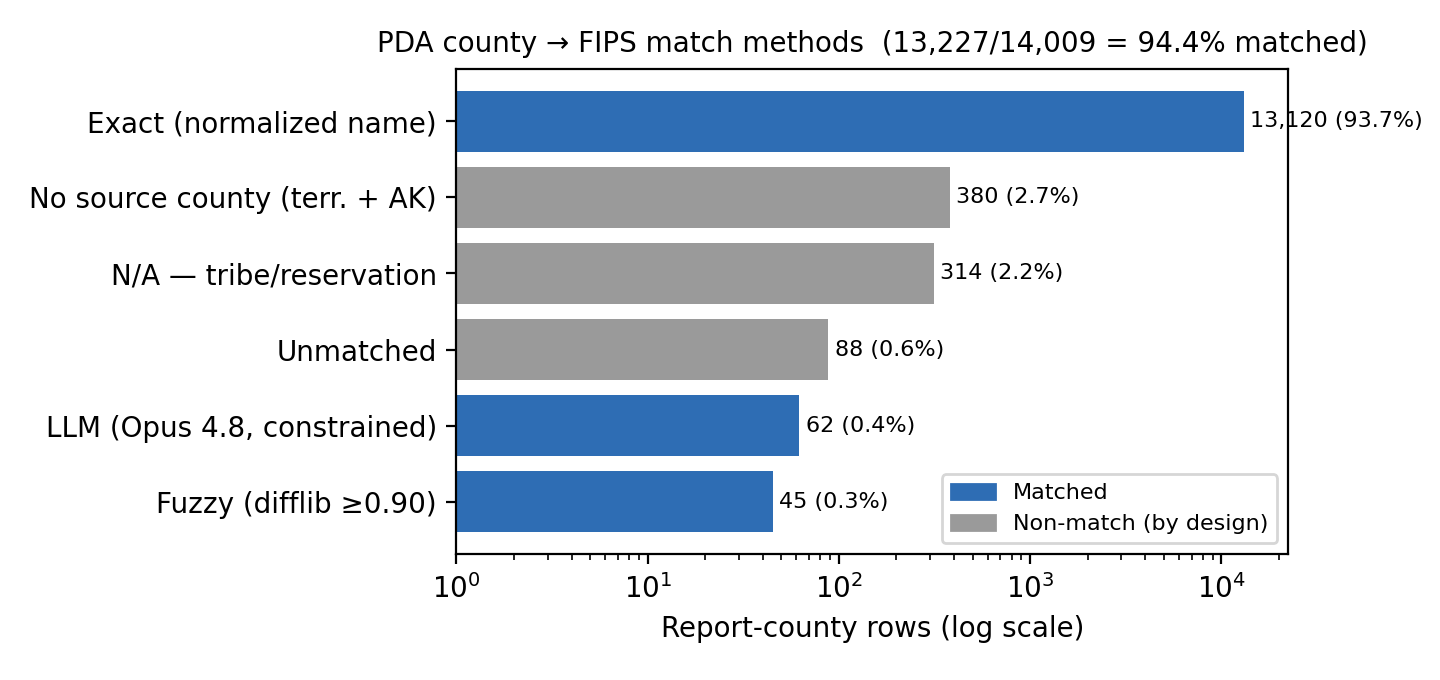 PDA county → FIPS match methods  (13,227/14,009 = 94.4% matched)
Exact (normalized name)
13,120 (93.7%)
No source county (terr. + AK)
380 (2.7%)
N/A — tribe/reservation
314 (2.2%)
Unmatched
88 (0.6%)
LLM (Opus 4.8, constrained)
62 (0.4%)
Fuzzy (difflib ≥0.90)
45 (0.3%)
Matched
Non-match (by design)
10⁰ 10¹ 10² 10³ 10⁴
Report-county rows (log scale)